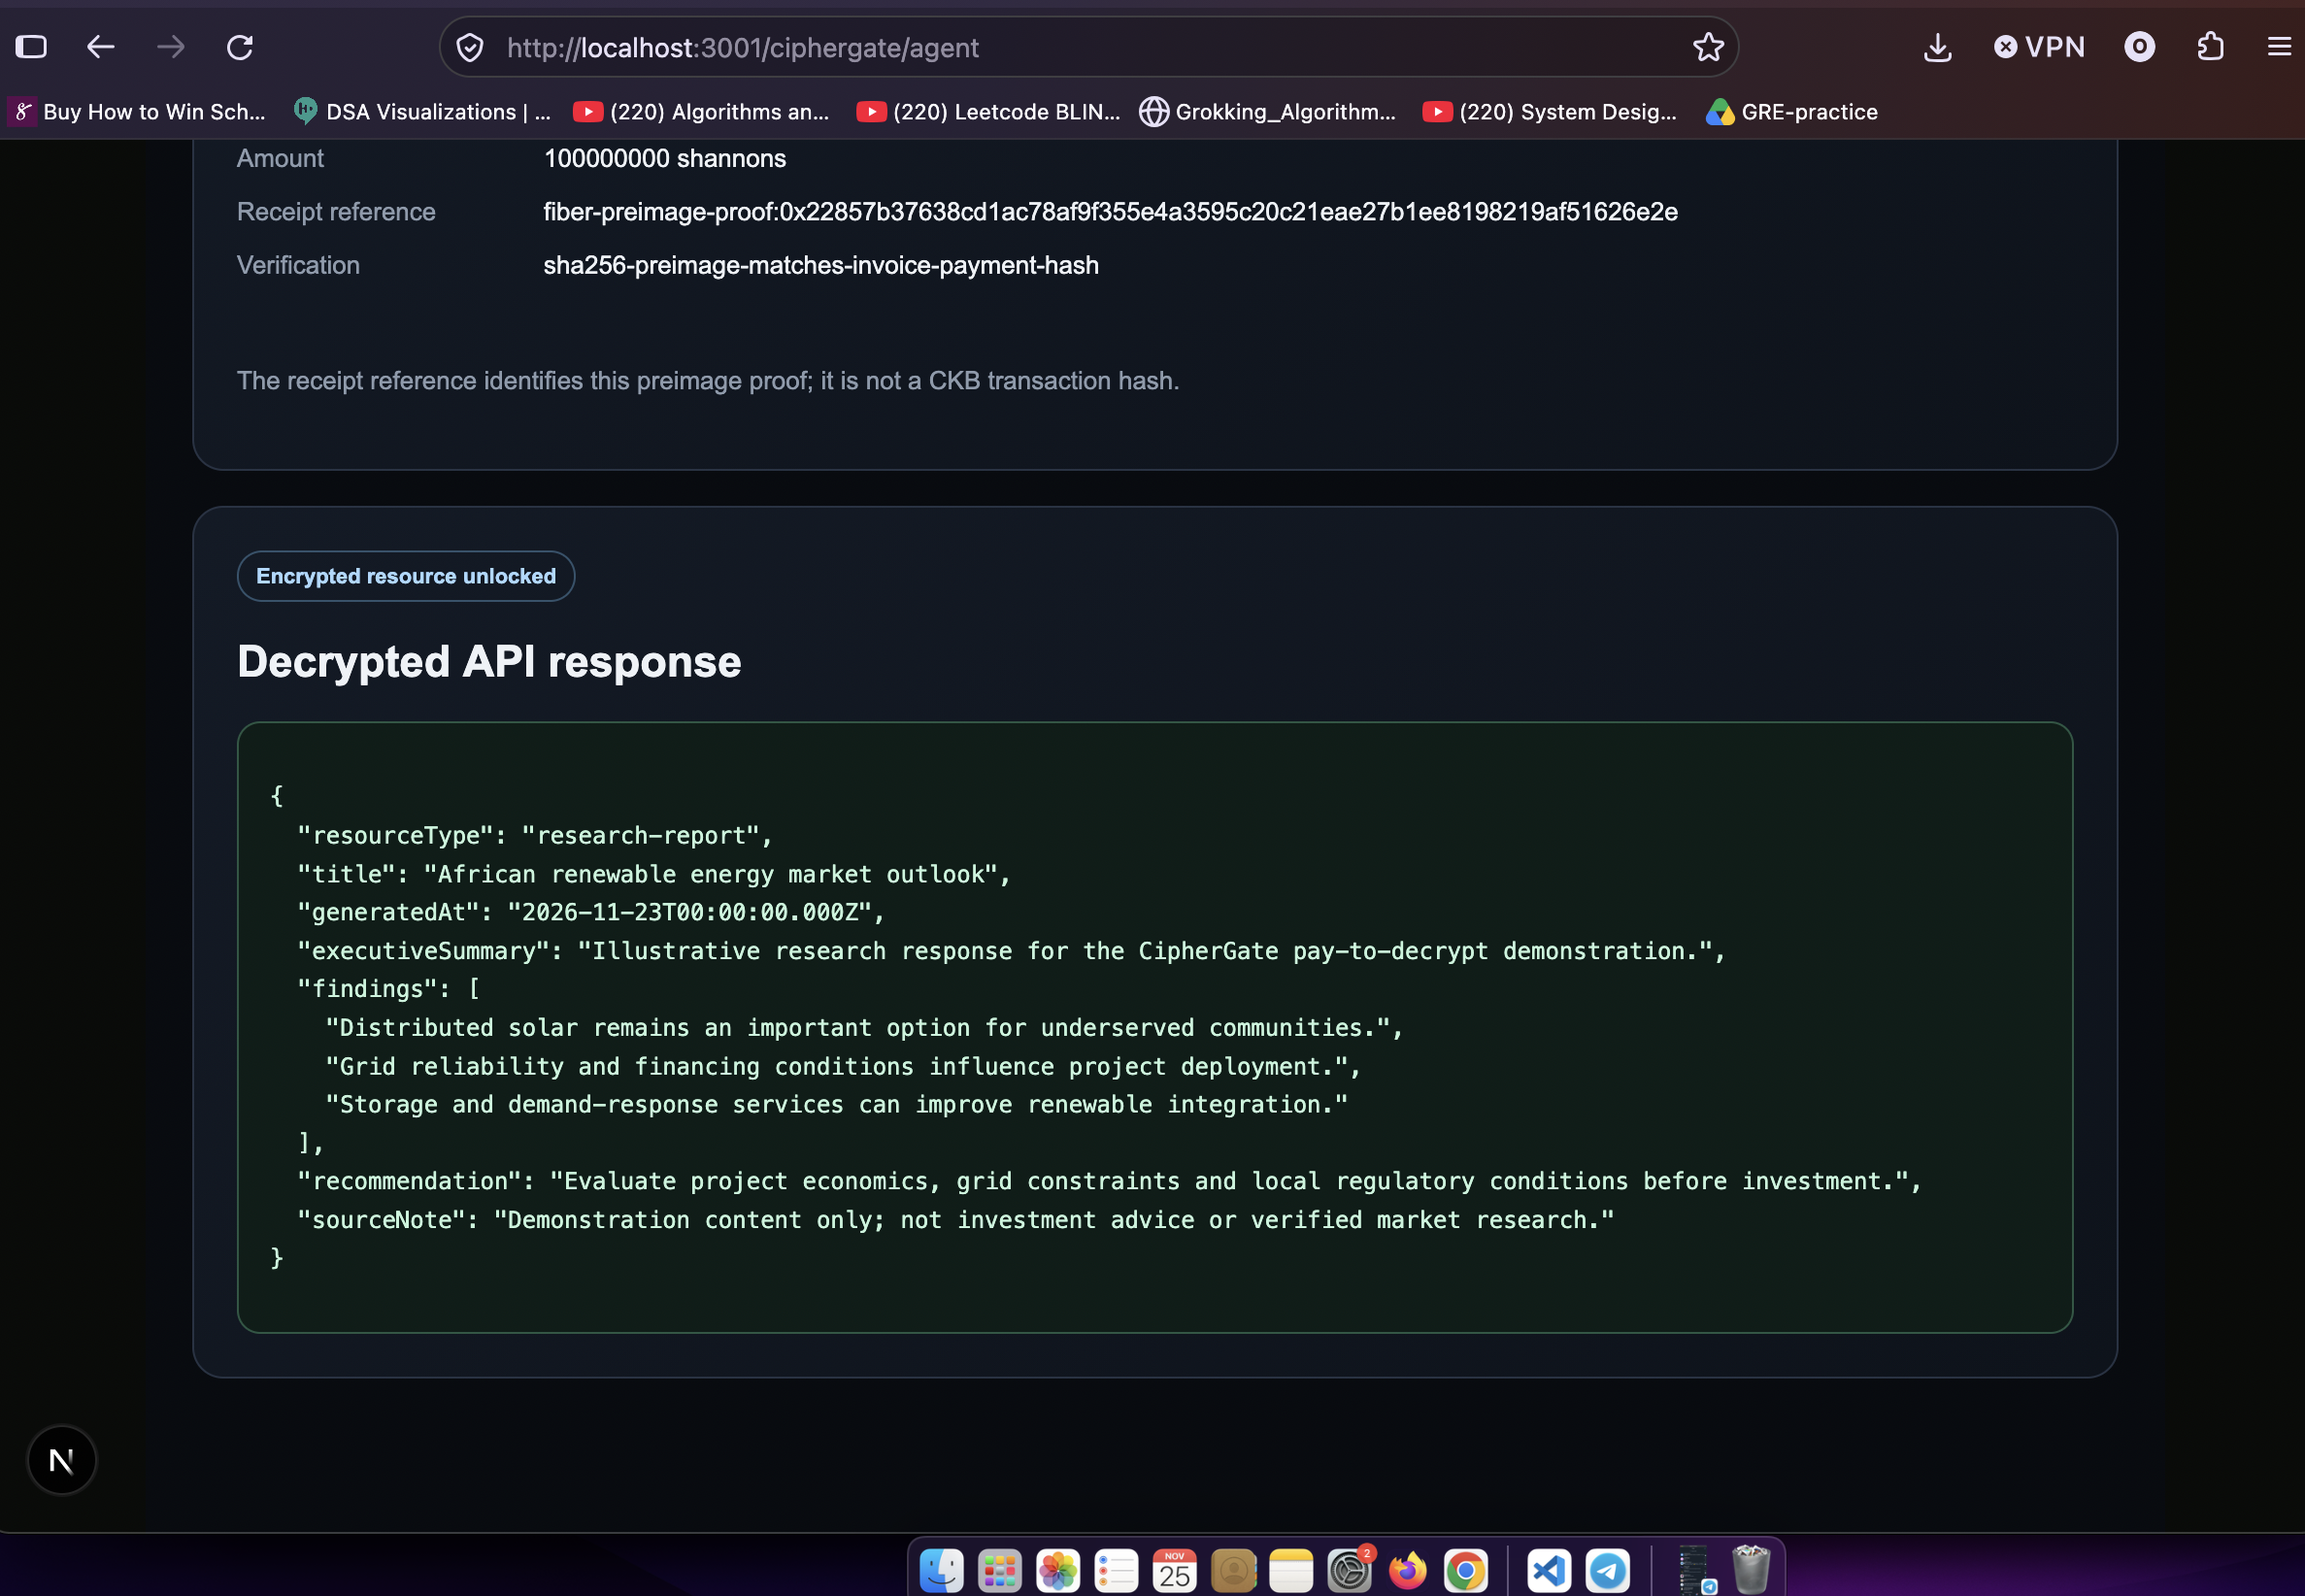 http://localhost:3001/ciphergate/agent
VPN
Buy How to Win Sch...
DSA Visualizations | ...
(220) Algorithms an...
(220) Leetcode BLIN...
Grokking_Algorithm...
(220) System Desig...
GRE-practice
Amount 100000000 shannons
Receipt reference fiber-preimage-proof:0x22857b37638cd1ac78af9f355e4a3595c20c21eae27b1ee8198219af51626e2e
Verification sha256-preimage-matches-invoice-payment-hash
The receipt reference identifies this preimage proof; it is not a CKB transaction hash.
Encrypted resource unlocked
Decrypted API response
{
"resourceType": "research-report",
"title": "African renewable energy market outlook",
"generatedAt": "2026-11-23T00:00:00.000Z",
"executiveSummary": "Illustrative research response for the CipherGate pay-to-decrypt demonstration.",
"findings": [
"Distributed solar remains an important option for underserved communities.",
"Grid reliability and financing conditions influence project deployment.",
"Storage and demand-response services can improve renewable integration."
],
"recommendation": "Evaluate project economics, grid constraints and local regulatory conditions before investment.",
"sourceNote": "Demonstration content only; not investment advice or verified market research."
}
N
NOV
25
2